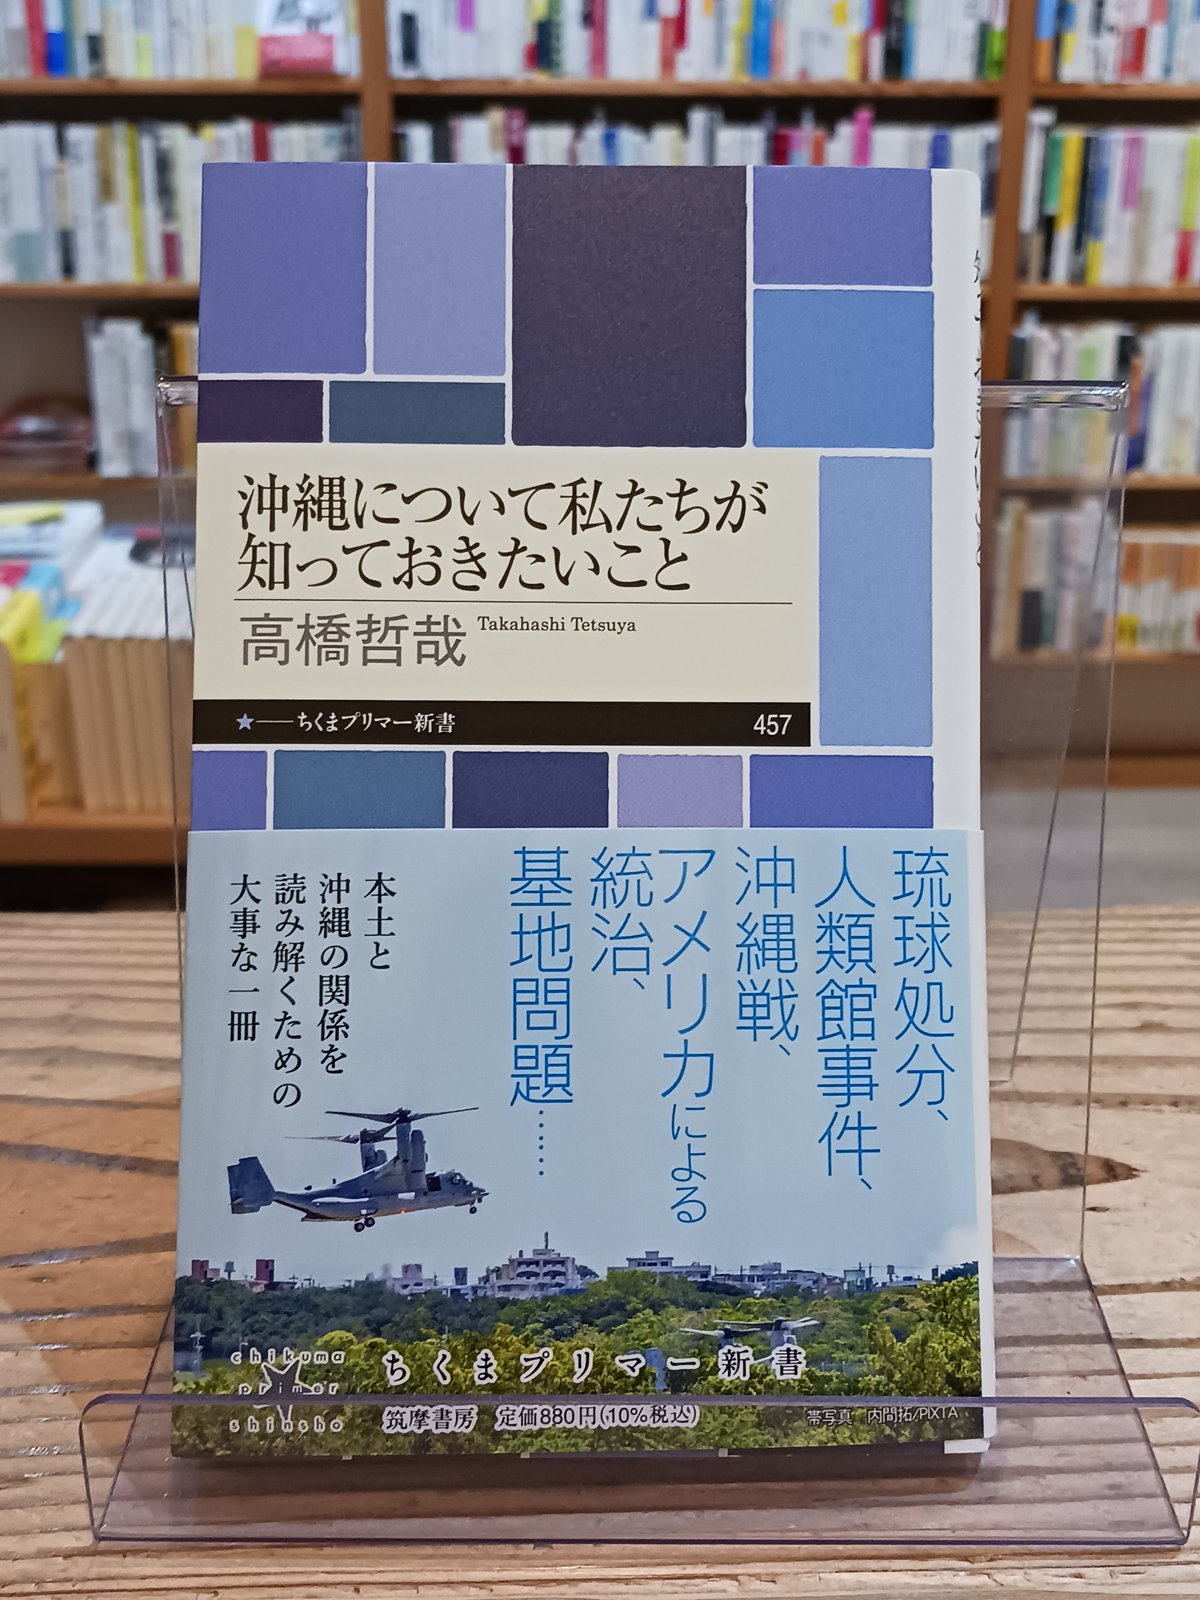 沖縄について私たちが
知っておきたいこと
高橋哲哉 Takahashi Tetsuya
★——ちくまプリマー新書 457
琉球処分、
人類館事件、
沖縄戦、
アメリカによる
統治、
基地問題……
本土と
沖縄の関係を
読み解くための
大事な一冊
chikuma
primer
shinsho
ちくまプリマー新書
筑摩書房 定価880円(10%税込)
帯写真 内間拓/PIXTA